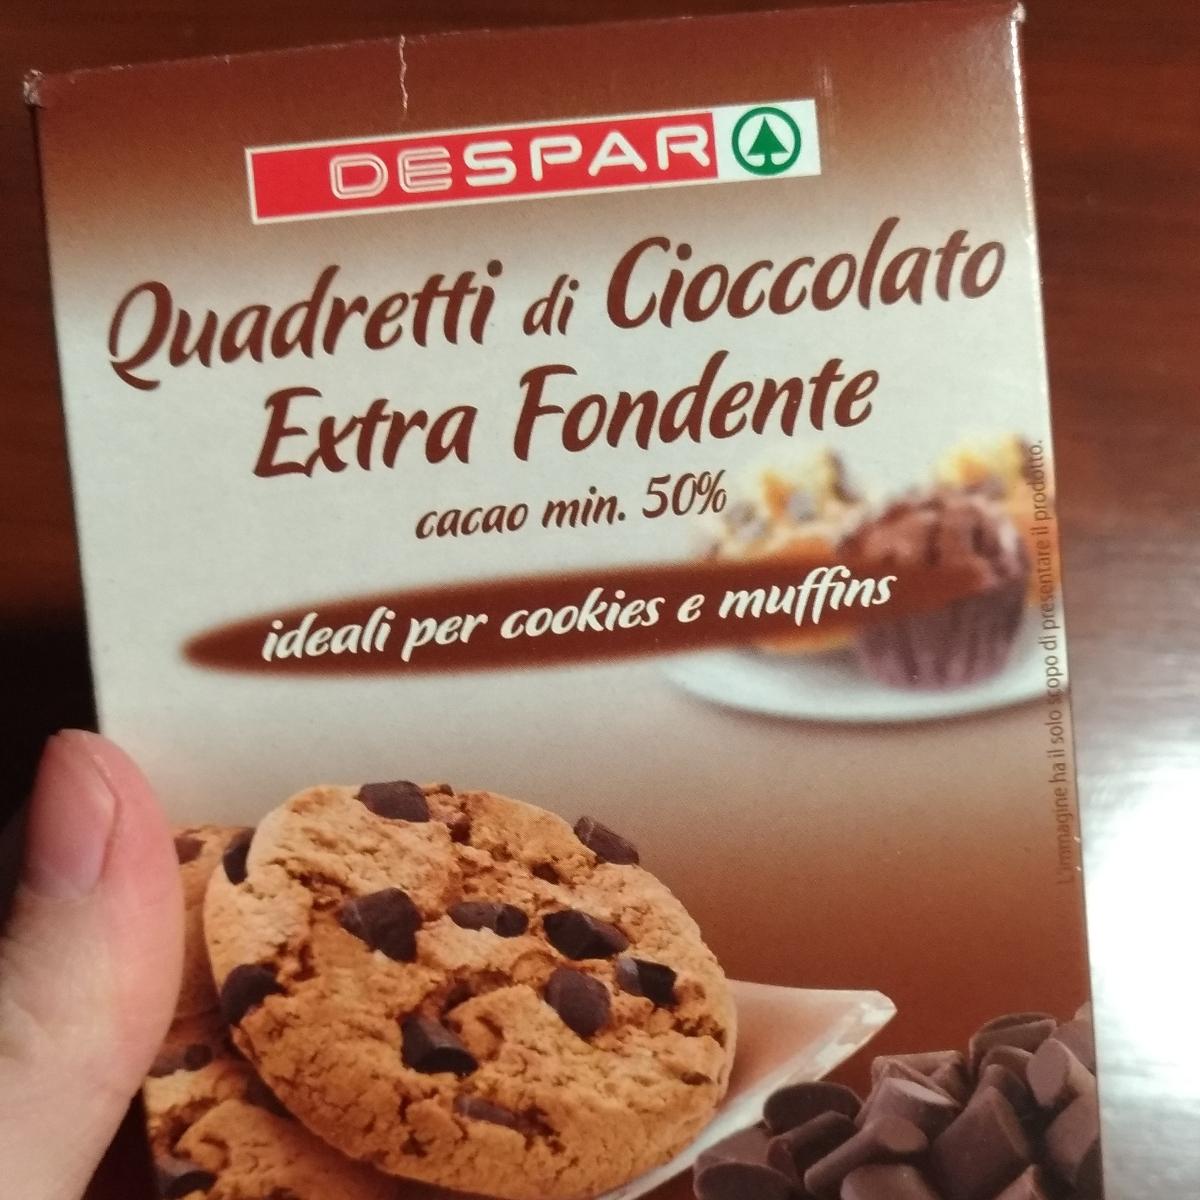 DESPAR
Quadretti di Cioccolato
Extra Fondente
cacao min. 50%
ideali per cookies e muffins
L'immagine ha il solo scopo di presentare il prodotto.